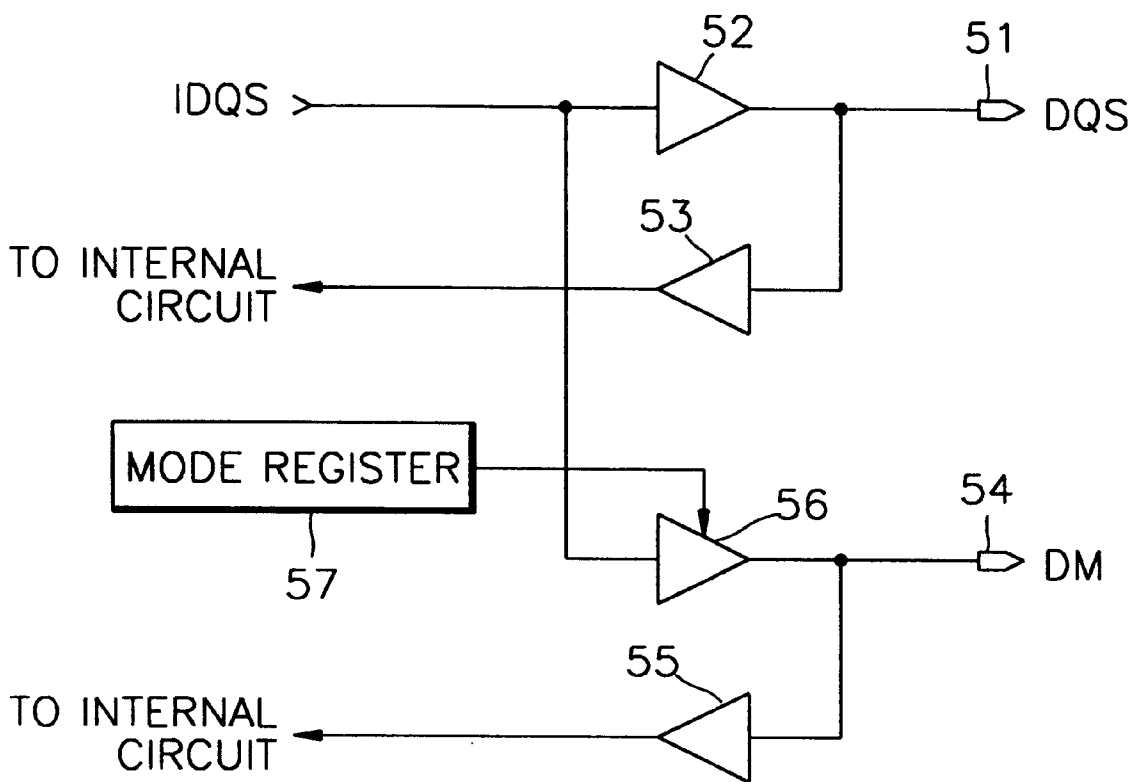 52
51
IDQS
DQS
53
TO INTERNAL
CIRCUIT
MODE REGISTER
57
56
54
DM
55
TO INTERNAL
CIRCUIT